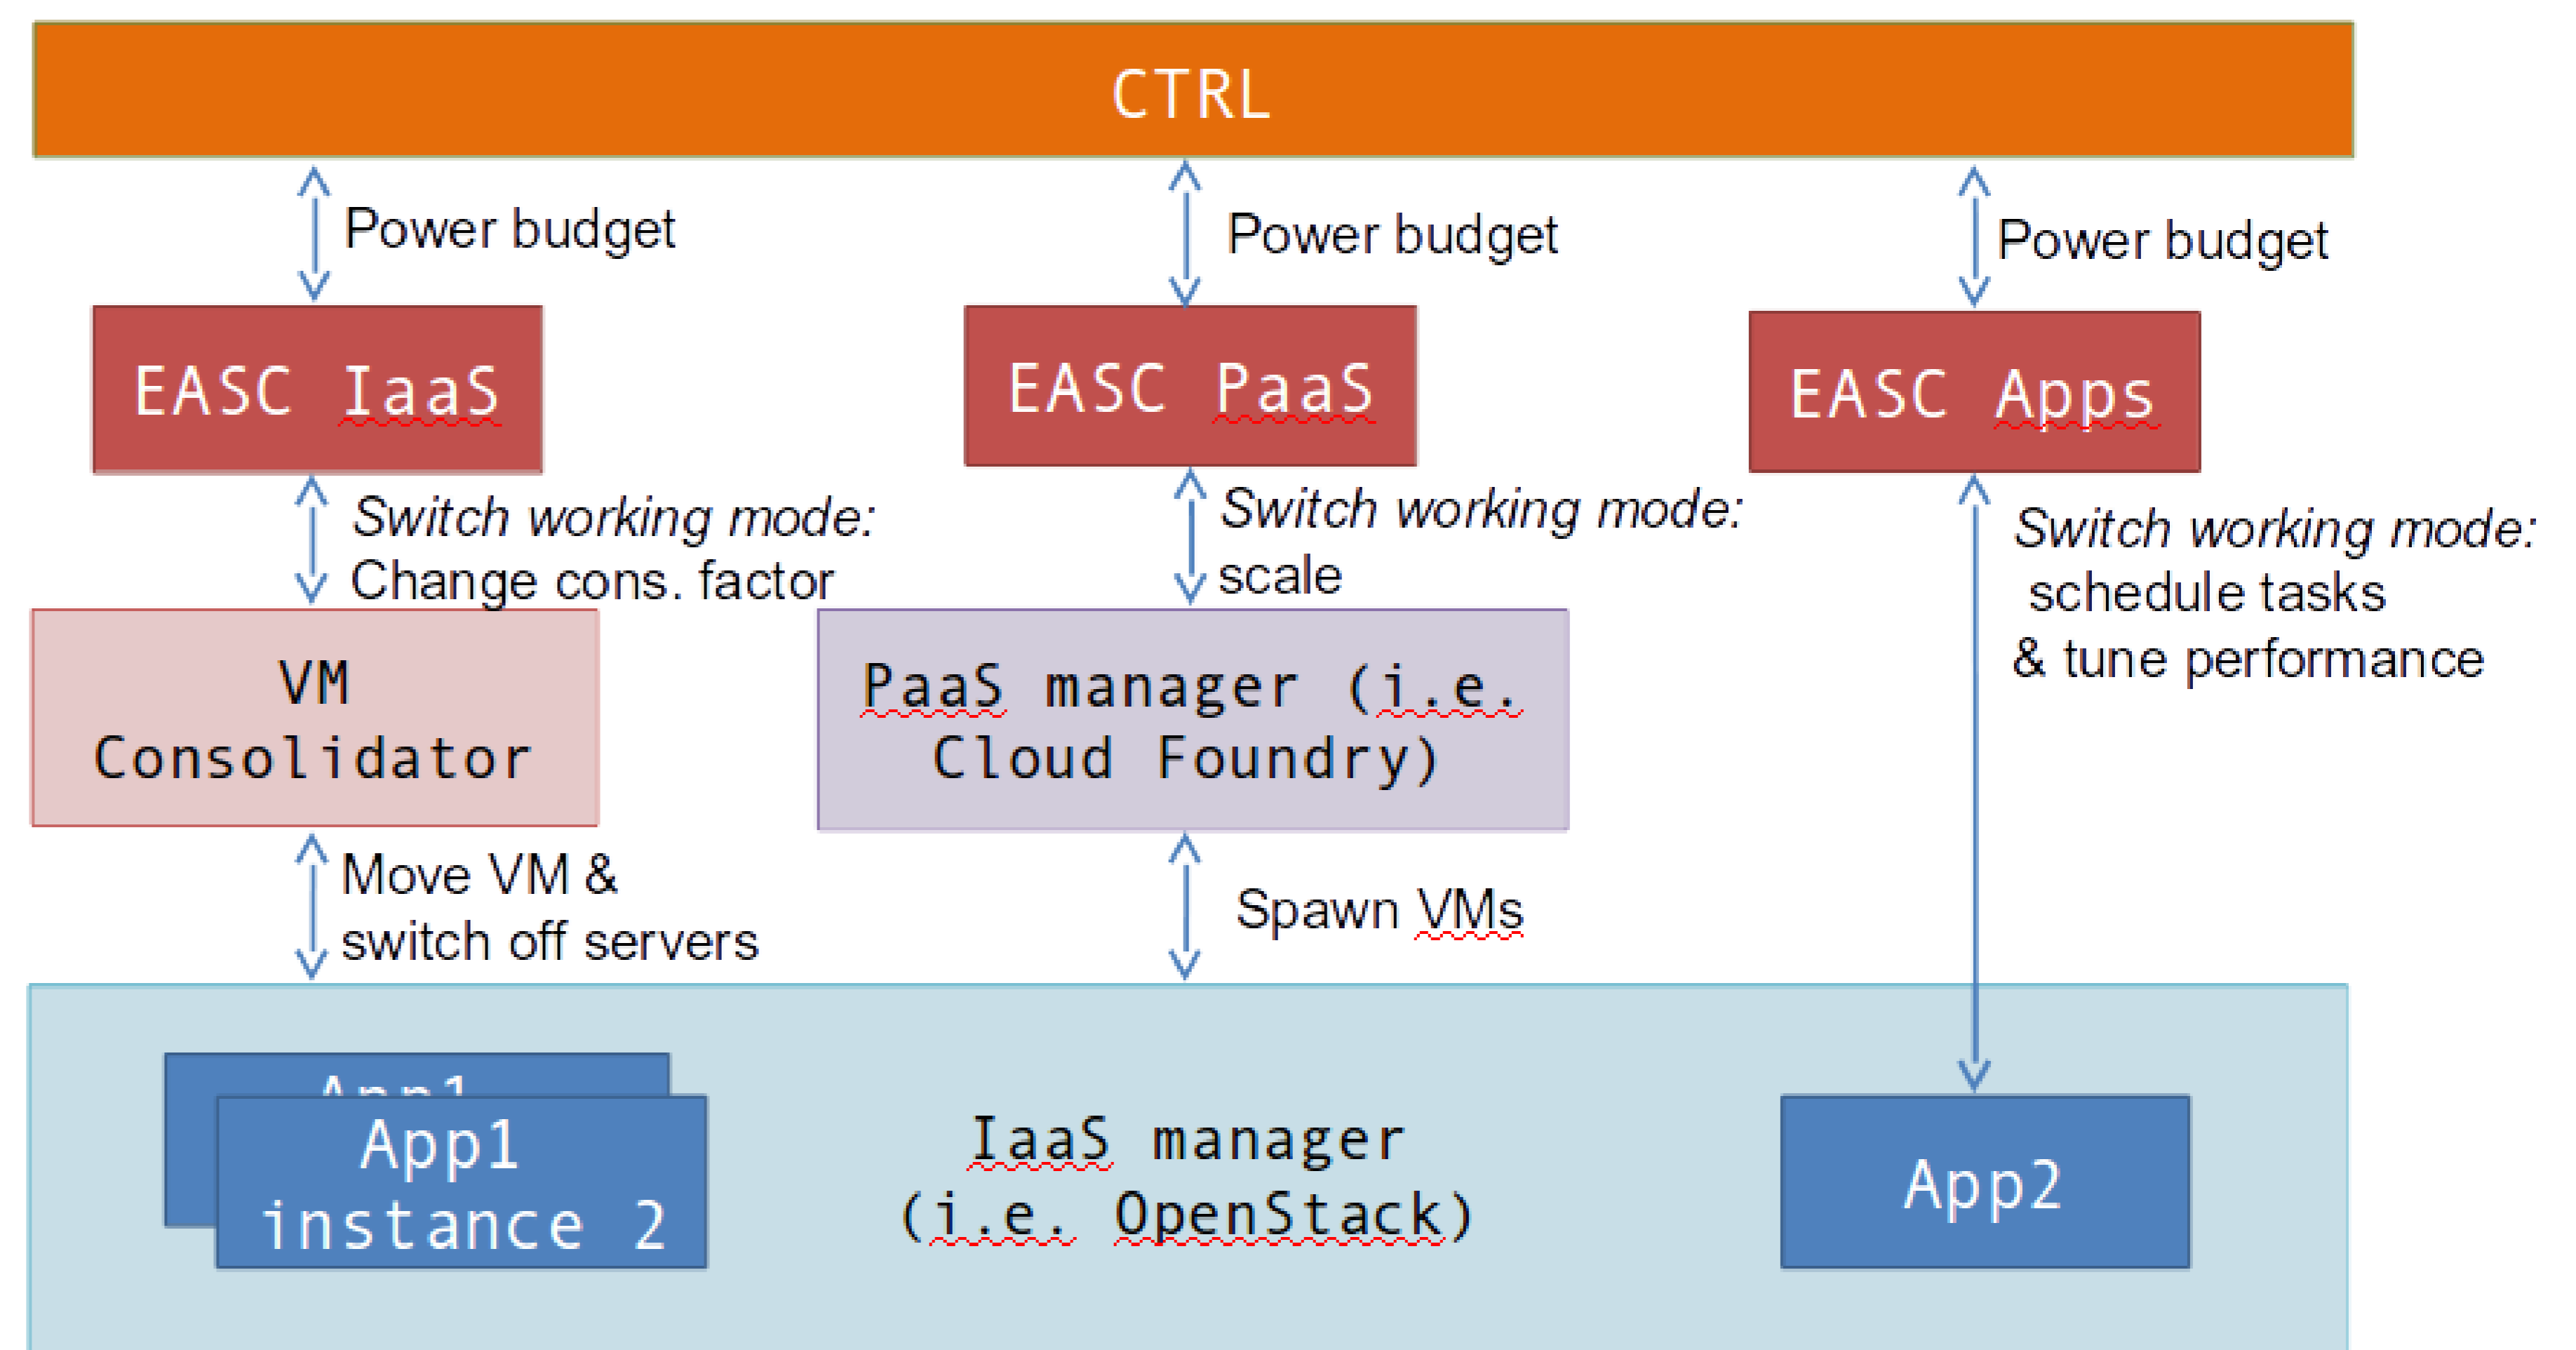 CTRL
Power budget
Power budget
Power budget
EASC IaaS
EASC PaaS
EASC Apps
Switch working mode:
Change cons. factor
Switch working mode:
scale
Switch working mode:
schedule tasks
& tune performance
VM
Consolidator
PaaS manager (i.e.
Cloud Foundry)
Move VM &
switch off servers
Spawn VMs
App1
App1
instance 2
IaaS manager
(i.e. OpenStack)
App2